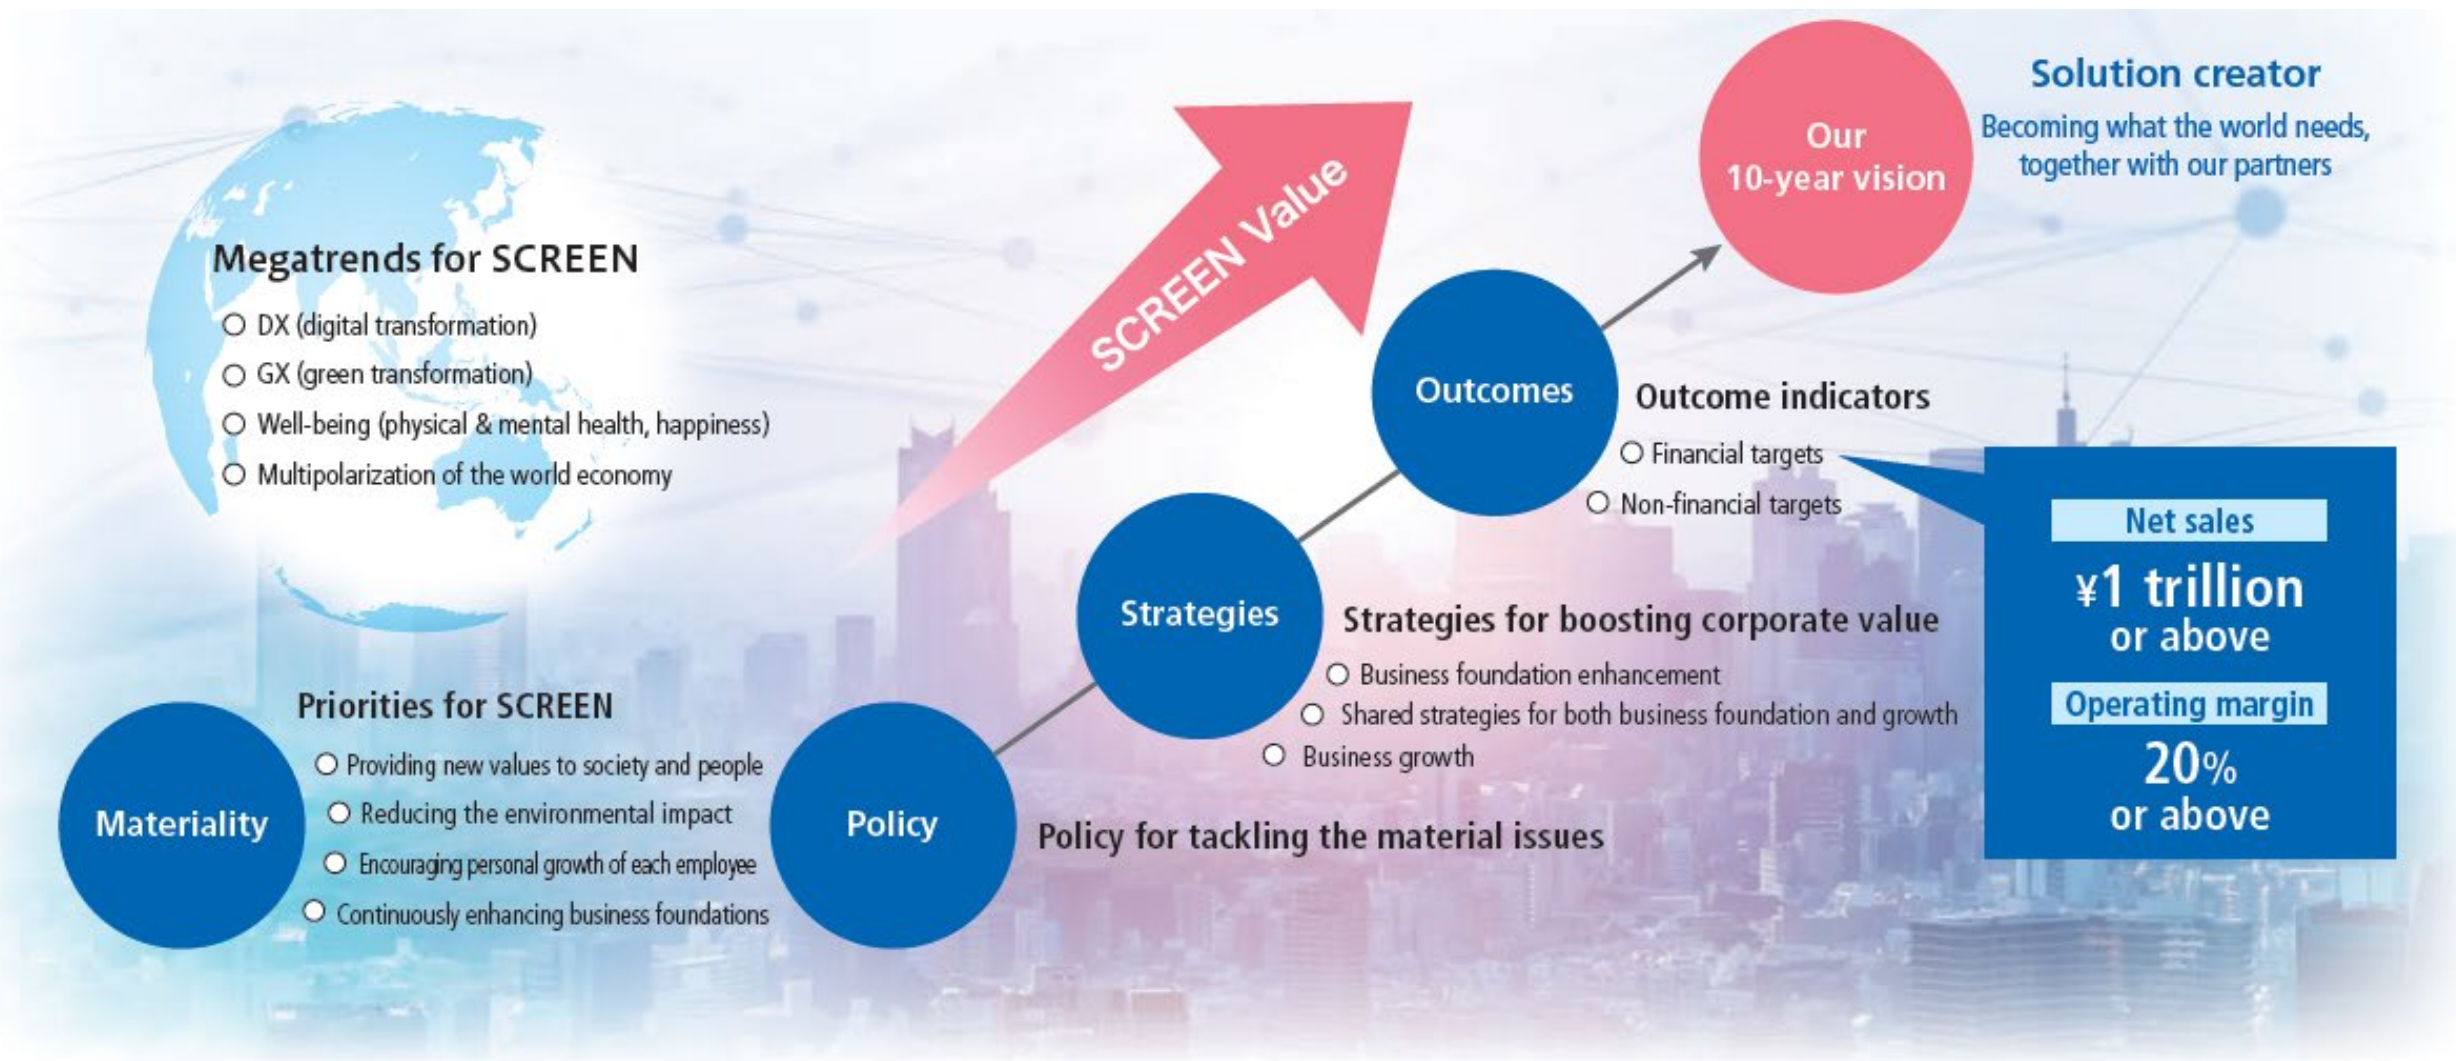 Megatrends for SCREEN
○ DX (digital transformation)
○ GX (green transformation)
○ Well-being (physical & mental health, happiness)
○ Multipolarization of the world economy
SCREEN Value
Our
10-year vision
Solution creator
Becoming what the world needs,
together with our partners
Outcomes
Outcome indicators
○ Financial targets
○ Non-financial targets
Net sales
¥1 trillion
or above
Operating margin
20%
or above
Strategies
Strategies for boosting corporate value
○ Business foundation enhancement
○ Shared strategies for both business foundation and growth
○ Business growth
Materiality
Priorities for SCREEN
○ Providing new values to society and people
○ Reducing the environmental impact
○ Encouraging personal growth of each employee
○ Continuously enhancing business foundations
Policy
Policy for tackling the material issues